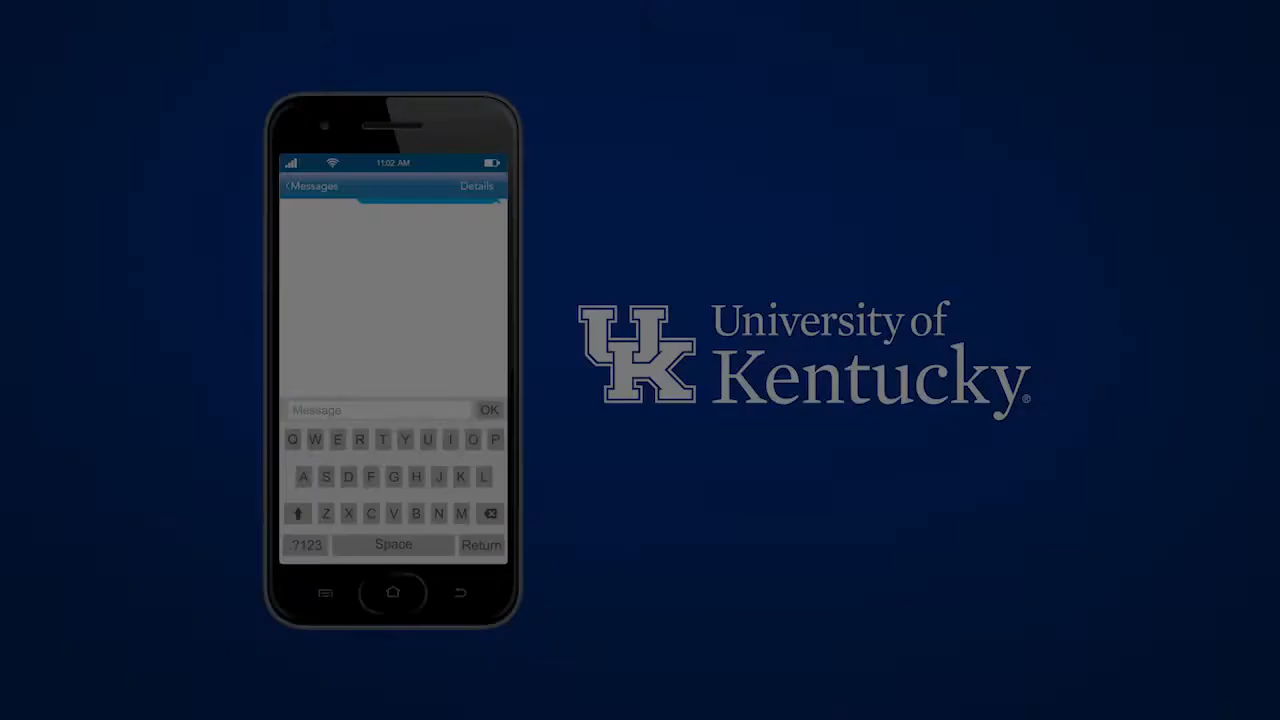 11:02 AM
‹Messages Details
Message OK
Q W E R T Y U I O P
A S D F G H J K L
Z X C V B N M
.?123 Space Return
UK University of
Kentucky®